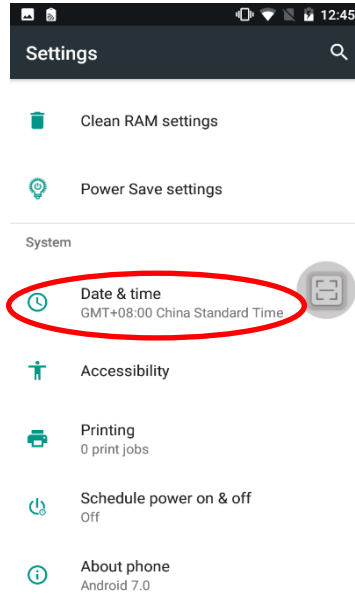 12:45
Settings
Clean RAM settings
Power Save settings
System
Date & time
GMT+08:00 China Standard Time
Accessibility
Printing
0 print jobs
Schedule power on & off
Off
About phone
Android 7.0